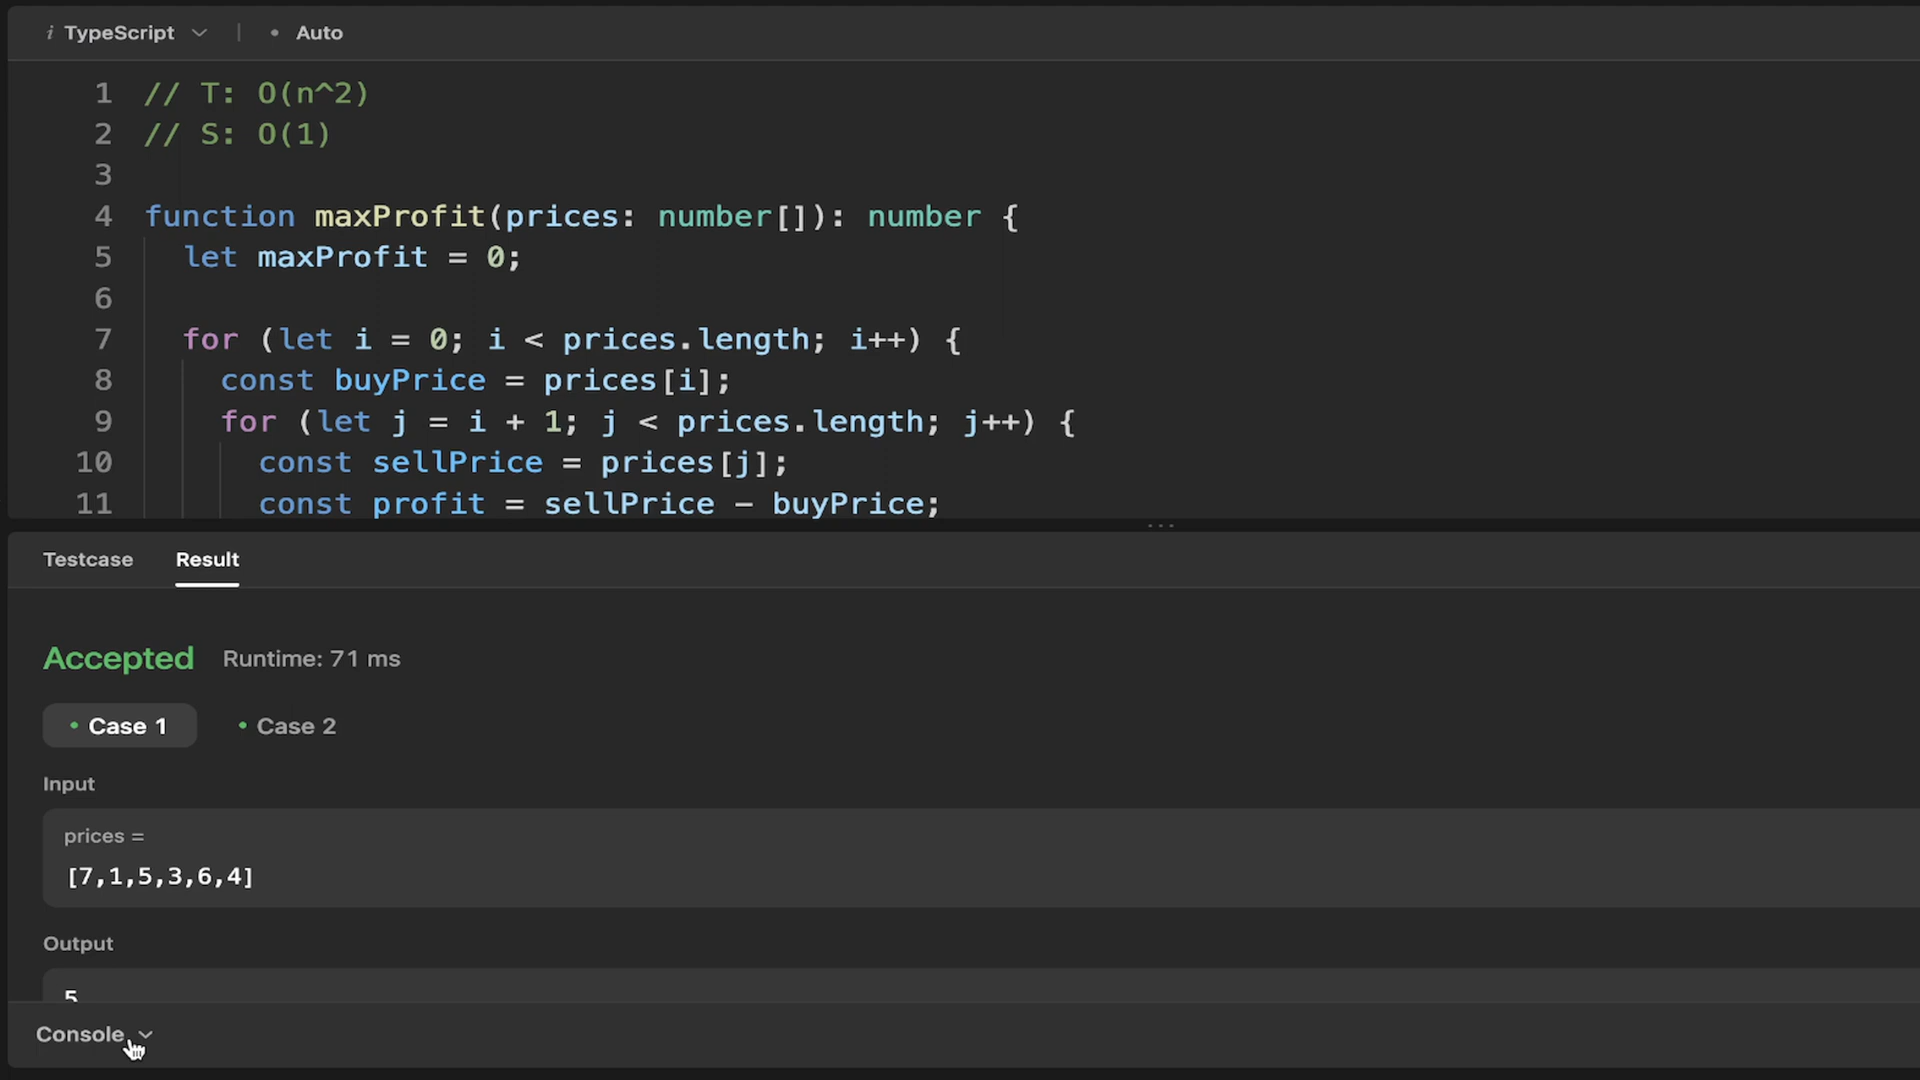 i TypeScript | • Auto
1 // T: O(n^2)
2 // S: O(1)
3
4 function maxProfit(prices: number[]): number {
5 let maxProfit = 0;
6
7 for (let i = 0; i < prices.length; i++) {
8 const buyPrice = prices[i];
9 for (let j = i + 1; j < prices.length; j++) {
10 const sellPrice = prices[j];
11 const profit = sellPrice - buyPrice;
Testcase Result
Accepted Runtime: 71 ms
• Case 1 • Case 2
Input
prices =
[7,1,5,3,6,4]
Output
5
Console